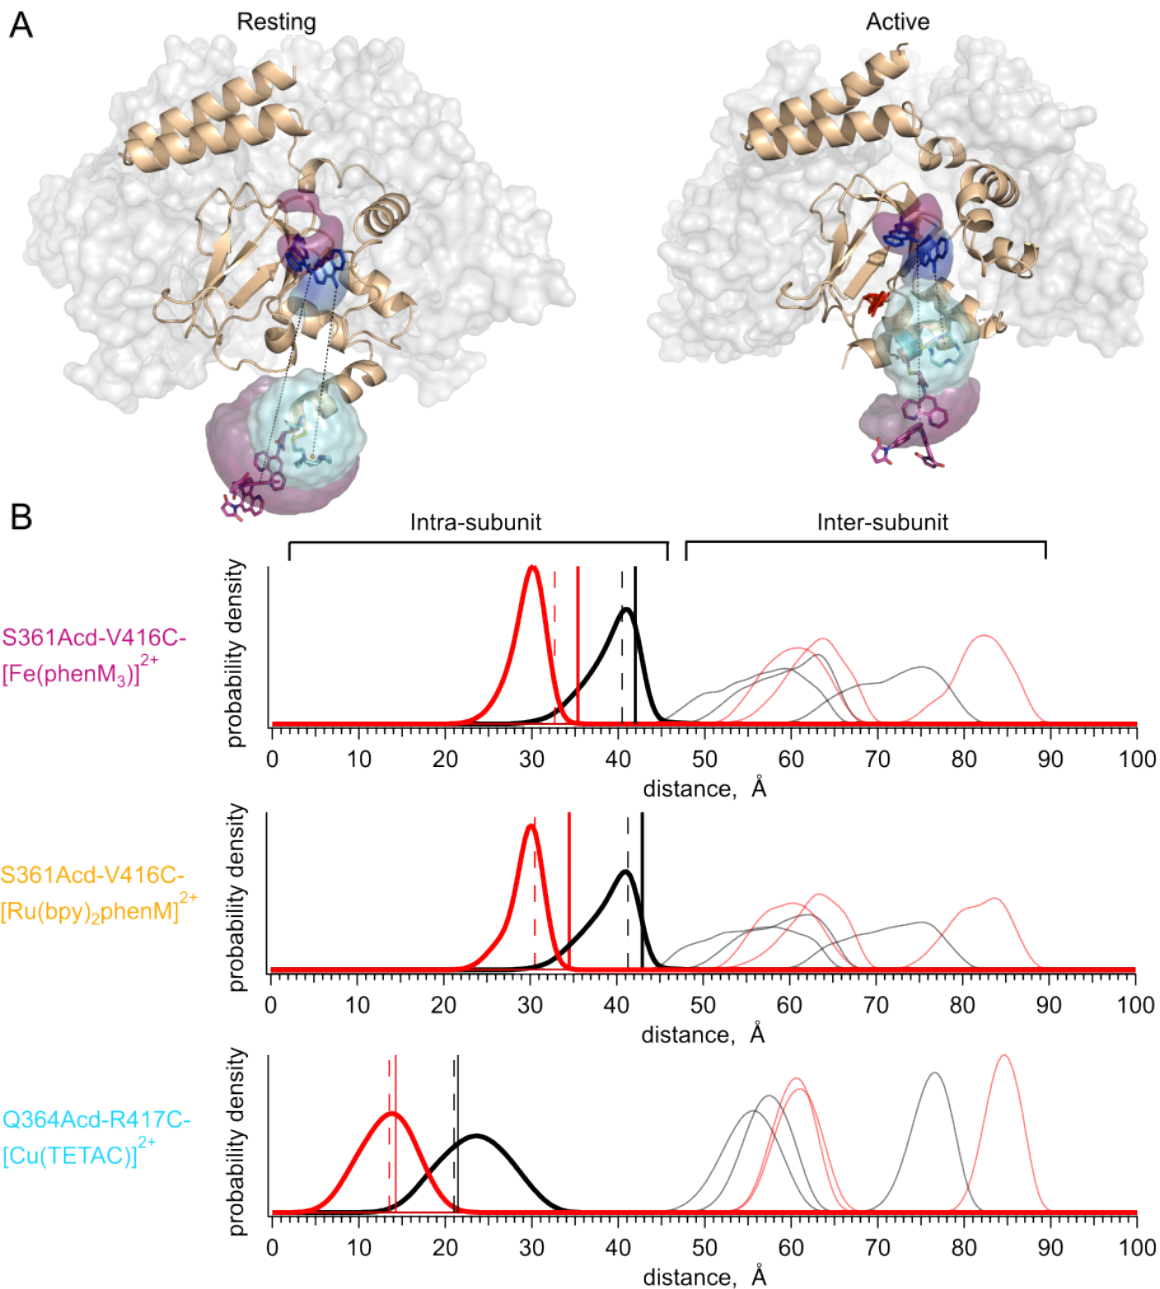 A
Resting
Active
B
Intra-subunit
Inter-subunit
S361Acd-V416C-
[Fe(phenM₃)]²⁺
probability density
0 10 20 30 40 50 60 70 80 90 100
distance, Å
S361Acd-V416C-
[Ru(bpy)₂phenM]²⁺
probability density
0 10 20 30 40 50 60 70 80 90 100
distance, Å
Q364Acd-R417C-
[Cu(TETAC)]²⁺
probability density
0 10 20 30 40 50 60 70 80 90 100
distance, Å